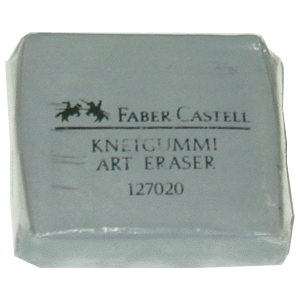 FABER CASTELL
KNETGUMMI
ART ERASER
127020